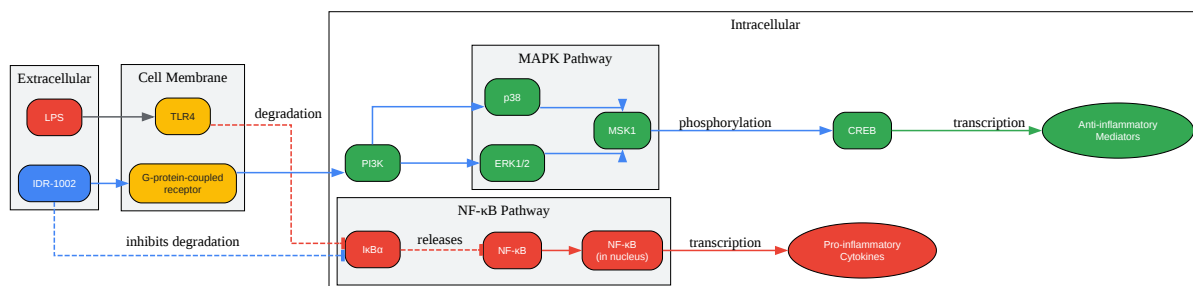 Intracellular
MAPK Pathway
Extracellular
Cell Membrane
LPS
TLR4
degradation
p38
MSK1
phosphorylation
CREB
transcription
Anti-inflammatory
Mediators
IDR-1002
G-protein-coupled
receptor
PI3K
ERK1/2
NF-κB Pathway
inhibits degradation
IκBα
releases
NF-κB
NF-κB
(in nucleus)
transcription
Pro-inflammatory
Cytokines